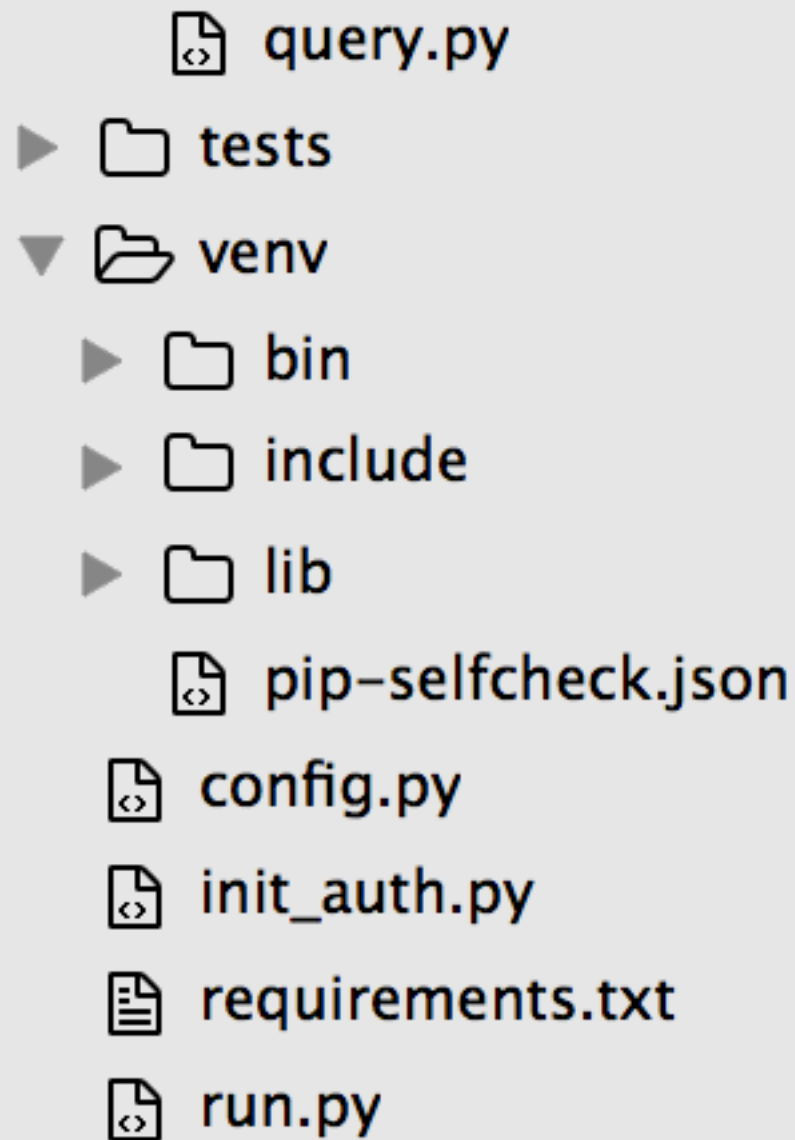 query.py
tests
venv
bin
include
lib
pip-selfcheck.json
config.py
init_auth.py
requirements.txt
run.py